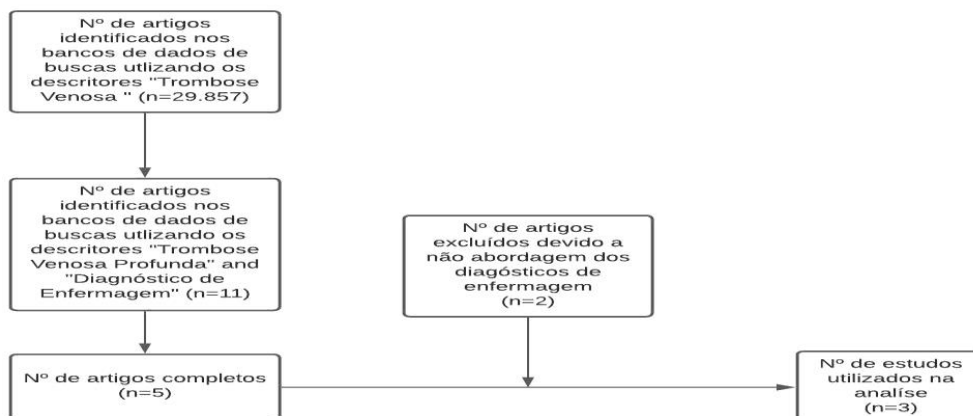 Nº de artigos
identificados nos
bancos de dados de
buscas utlizando os
descritores "Trombose
Venosa " (n=29.857)
Nº de artigos
identificados nos
bancos de dados de
buscas utlizando os
descritores "Trombose
Venosa Profunda" and
"Diagnóstico de
Enfermagem" (n=11)
Nº de artigos
excluídos devido a
não abordagem dos
diagósticos de
enfermagem
(n=2)
Nº de artigos completos
(n=5)
Nº de estudos
utilizados na
analíse
(n=3)